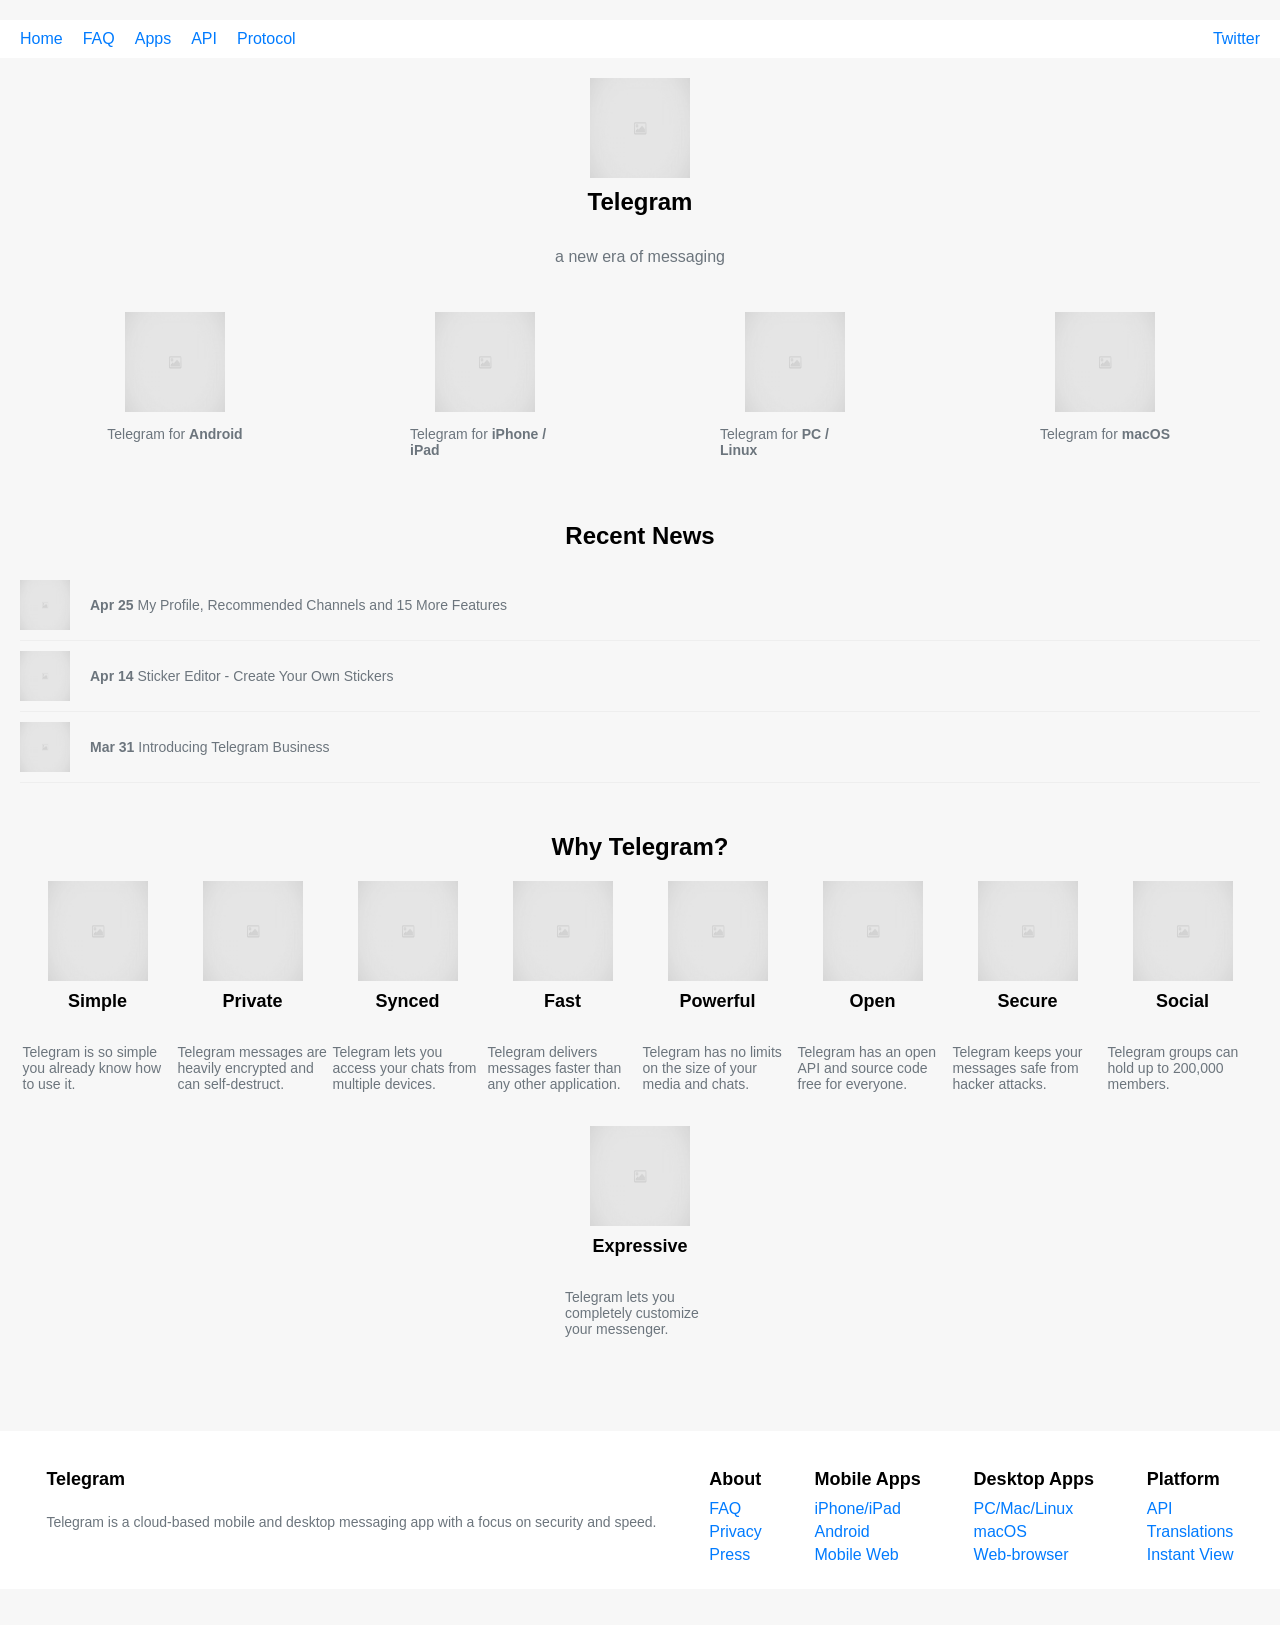 Home FAQ Apps API Protocol Twitter
Telegram
a new era of messaging
Telegram for Android
Telegram for iPhone /
iPad
Telegram for PC /
Linux
Telegram for macOS
Recent News
Apr 25 My Profile, Recommended Channels and 15 More Features
Apr 14 Sticker Editor - Create Your Own Stickers
Mar 31 Introducing Telegram Business
Why Telegram?
Simple
Telegram is so simple
you already know how
to use it.
Private
Telegram messages are
heavily encrypted and
can self-destruct.
Synced
Telegram lets you
access your chats from
multiple devices.
Fast
Telegram delivers
messages faster than
any other application.
Powerful
Telegram has no limits
on the size of your
media and chats.
Open
Telegram has an open
API and source code
free for everyone.
Secure
Telegram keeps your
messages safe from
hacker attacks.
Social
Telegram groups can
hold up to 200,000
members.
Expressive
Telegram lets you
completely customize
your messenger.
Telegram
Telegram is a cloud-based mobile and desktop messaging app with a focus on security and speed.
About
FAQ
Privacy
Press
Mobile Apps
iPhone/iPad
Android
Mobile Web
Desktop Apps
PC/Mac/Linux
macOS
Web-browser
Platform
API
Translations
Instant View